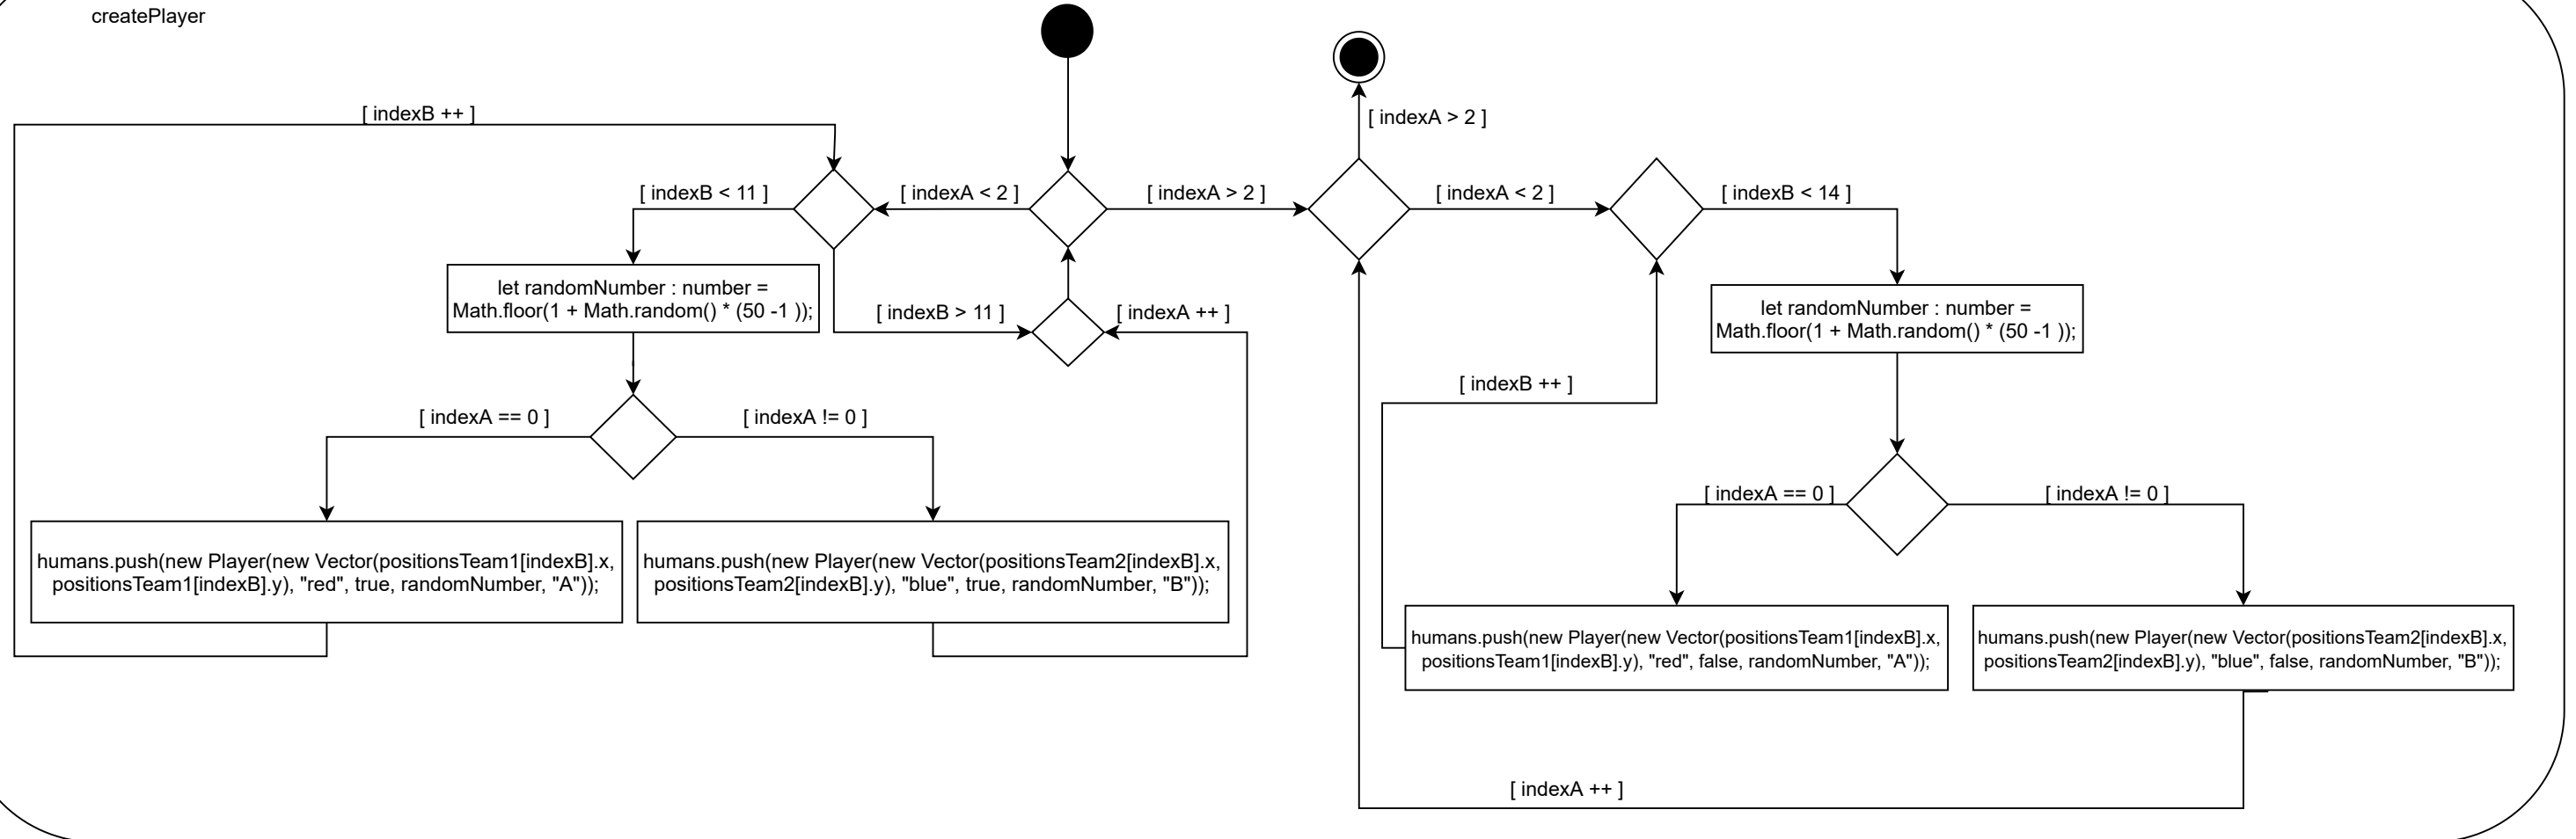 createPlayer
[ indexB ++ ]
[ indexA > 2 ]
[ indexB < 11 ]
[ indexA < 2 ]
[ indexA > 2 ]
[ indexA < 2 ]
[ indexB < 14 ]
let randomNumber : number =
Math.floor(1 + Math.random() * (50 -1 ));
[ indexB > 11 ]
[ indexA ++ ]
let randomNumber : number =
Math.floor(1 + Math.random() * (50 -1 ));
[ indexB ++ ]
[ indexA == 0 ]
[ indexA != 0 ]
[ indexA == 0 ]
[ indexA != 0 ]
humans.push(new Player(new Vector(positionsTeam1[indexB].x,
positionsTeam1[indexB].y), "red", true, randomNumber, "A"));
humans.push(new Player(new Vector(positionsTeam2[indexB].x,
positionsTeam2[indexB].y), "blue", true, randomNumber, "B"));
humans.push(new Player(new Vector(positionsTeam1[indexB].x,
positionsTeam1[indexB].y), "red", false, randomNumber, "A"));
humans.push(new Player(new Vector(positionsTeam2[indexB].x,
positionsTeam2[indexB].y), "blue", false, randomNumber, "B"));
[ indexA ++ ]